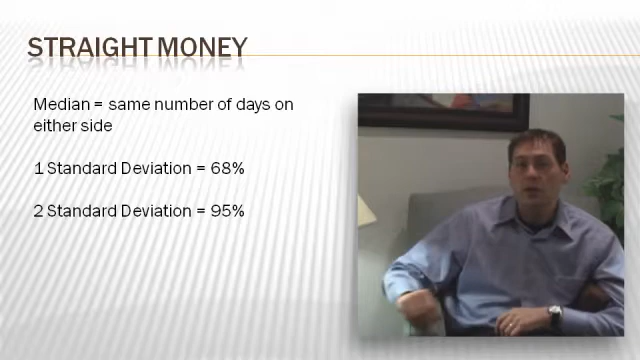 STRAIGHT MONEY
Median = same number of days on
either side
1 Standard Deviation = 68%
2 Standard Deviation = 95%